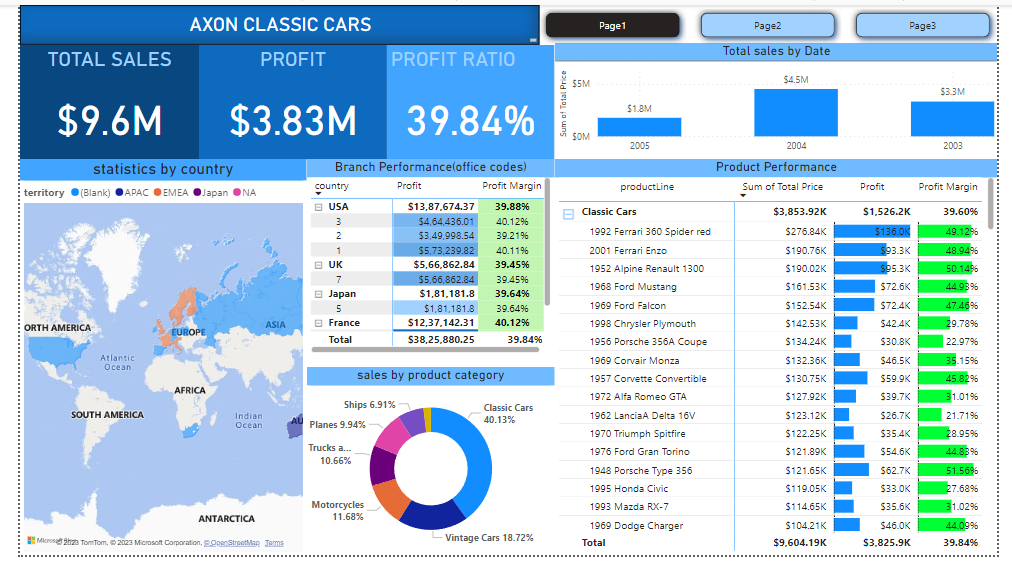 AXON CLASSIC CARS
Page1
Page2
Page3
TOTAL SALES
$9.6M
PROFIT
$3.83M
PROFIT RATIO
39.84%
Total sales by Date
Sum of Total Price
$5M
$0M
$1.8M
$4.5M
$3.3M
2005
2004
2003
statistics by country
territory (Blank) APAC EMEA Japan NA
ORTH AMERICA
EUROPE
ASIA
Atlantic
Ocean
AFRICA
SOUTH AMERICA
Indian
Ocean
AU
ANTARCTICA
© 2023 TomTom, © 2023 Microsoft Corporation, © OpenStreetMap Terms
Branch Performance(office codes)
country Profit Profit Margin
USA $13,87,674.37 39.88%
3 $4,64,436.01 40.12%
2 $3,49,998.54 39.21%
1 $5,73,239.82 40.11%
UK $5,66,862.84 39.45%
7 $5,66,862.84 39.45%
Japan $1,81,181.8 39.64%
5 $1,81,181.8 39.64%
France $12,37,142.31 40.12%
Total $38,25,880.25 39.84%
sales by product category
Ships 6.91%
Classic Cars
40.13%
Planes 9.94%
Trucks a...
10.66%
Motorcycles
11.68%
Vintage Cars 18.72%
Product Performance
productLine Sum of Total Price Profit Profit Margin
Classic Cars $3,853.92K $1,526.2K 39.60%
1992 Ferrari 360 Spider red $276.84K $136.0K 49.12%
2001 Ferrari Enzo $190.76K $93.3K 48.94%
1952 Alpine Renault 1300 $190.02K $95.3K 50.14%
1968 Ford Mustang $161.53K $72.6K 44.93%
1969 Ford Falcon $152.54K $72.4K 47.46%
1998 Chrysler Plymouth $142.53K $42.4K 29.78%
1956 Porsche 356A Coupe $134.24K $30.8K 22.97%
1969 Corvair Monza $132.36K $46.5K 35.15%
1957 Corvette Convertible $130.75K $59.9K 45.82%
1972 Alfa Romeo GTA $127.92K $39.7K 31.01%
1962 LanciaA Delta 16V $123.12K $26.7K 21.71%
1970 Triumph Spitfire $122.25K $35.4K 28.95%
1976 Ford Gran Torino $121.89K $54.6K 44.83%
1948 Porsche Type 356 $121.65K $62.7K 51.56%
1995 Honda Civic $119.05K $33.0K 27.68%
1993 Mazda RX-7 $114.65K $35.6K 31.02%
1969 Dodge Charger $104.21K $46.0K 44.09%
Total $9,604.19K $3,825.9K 39.84%